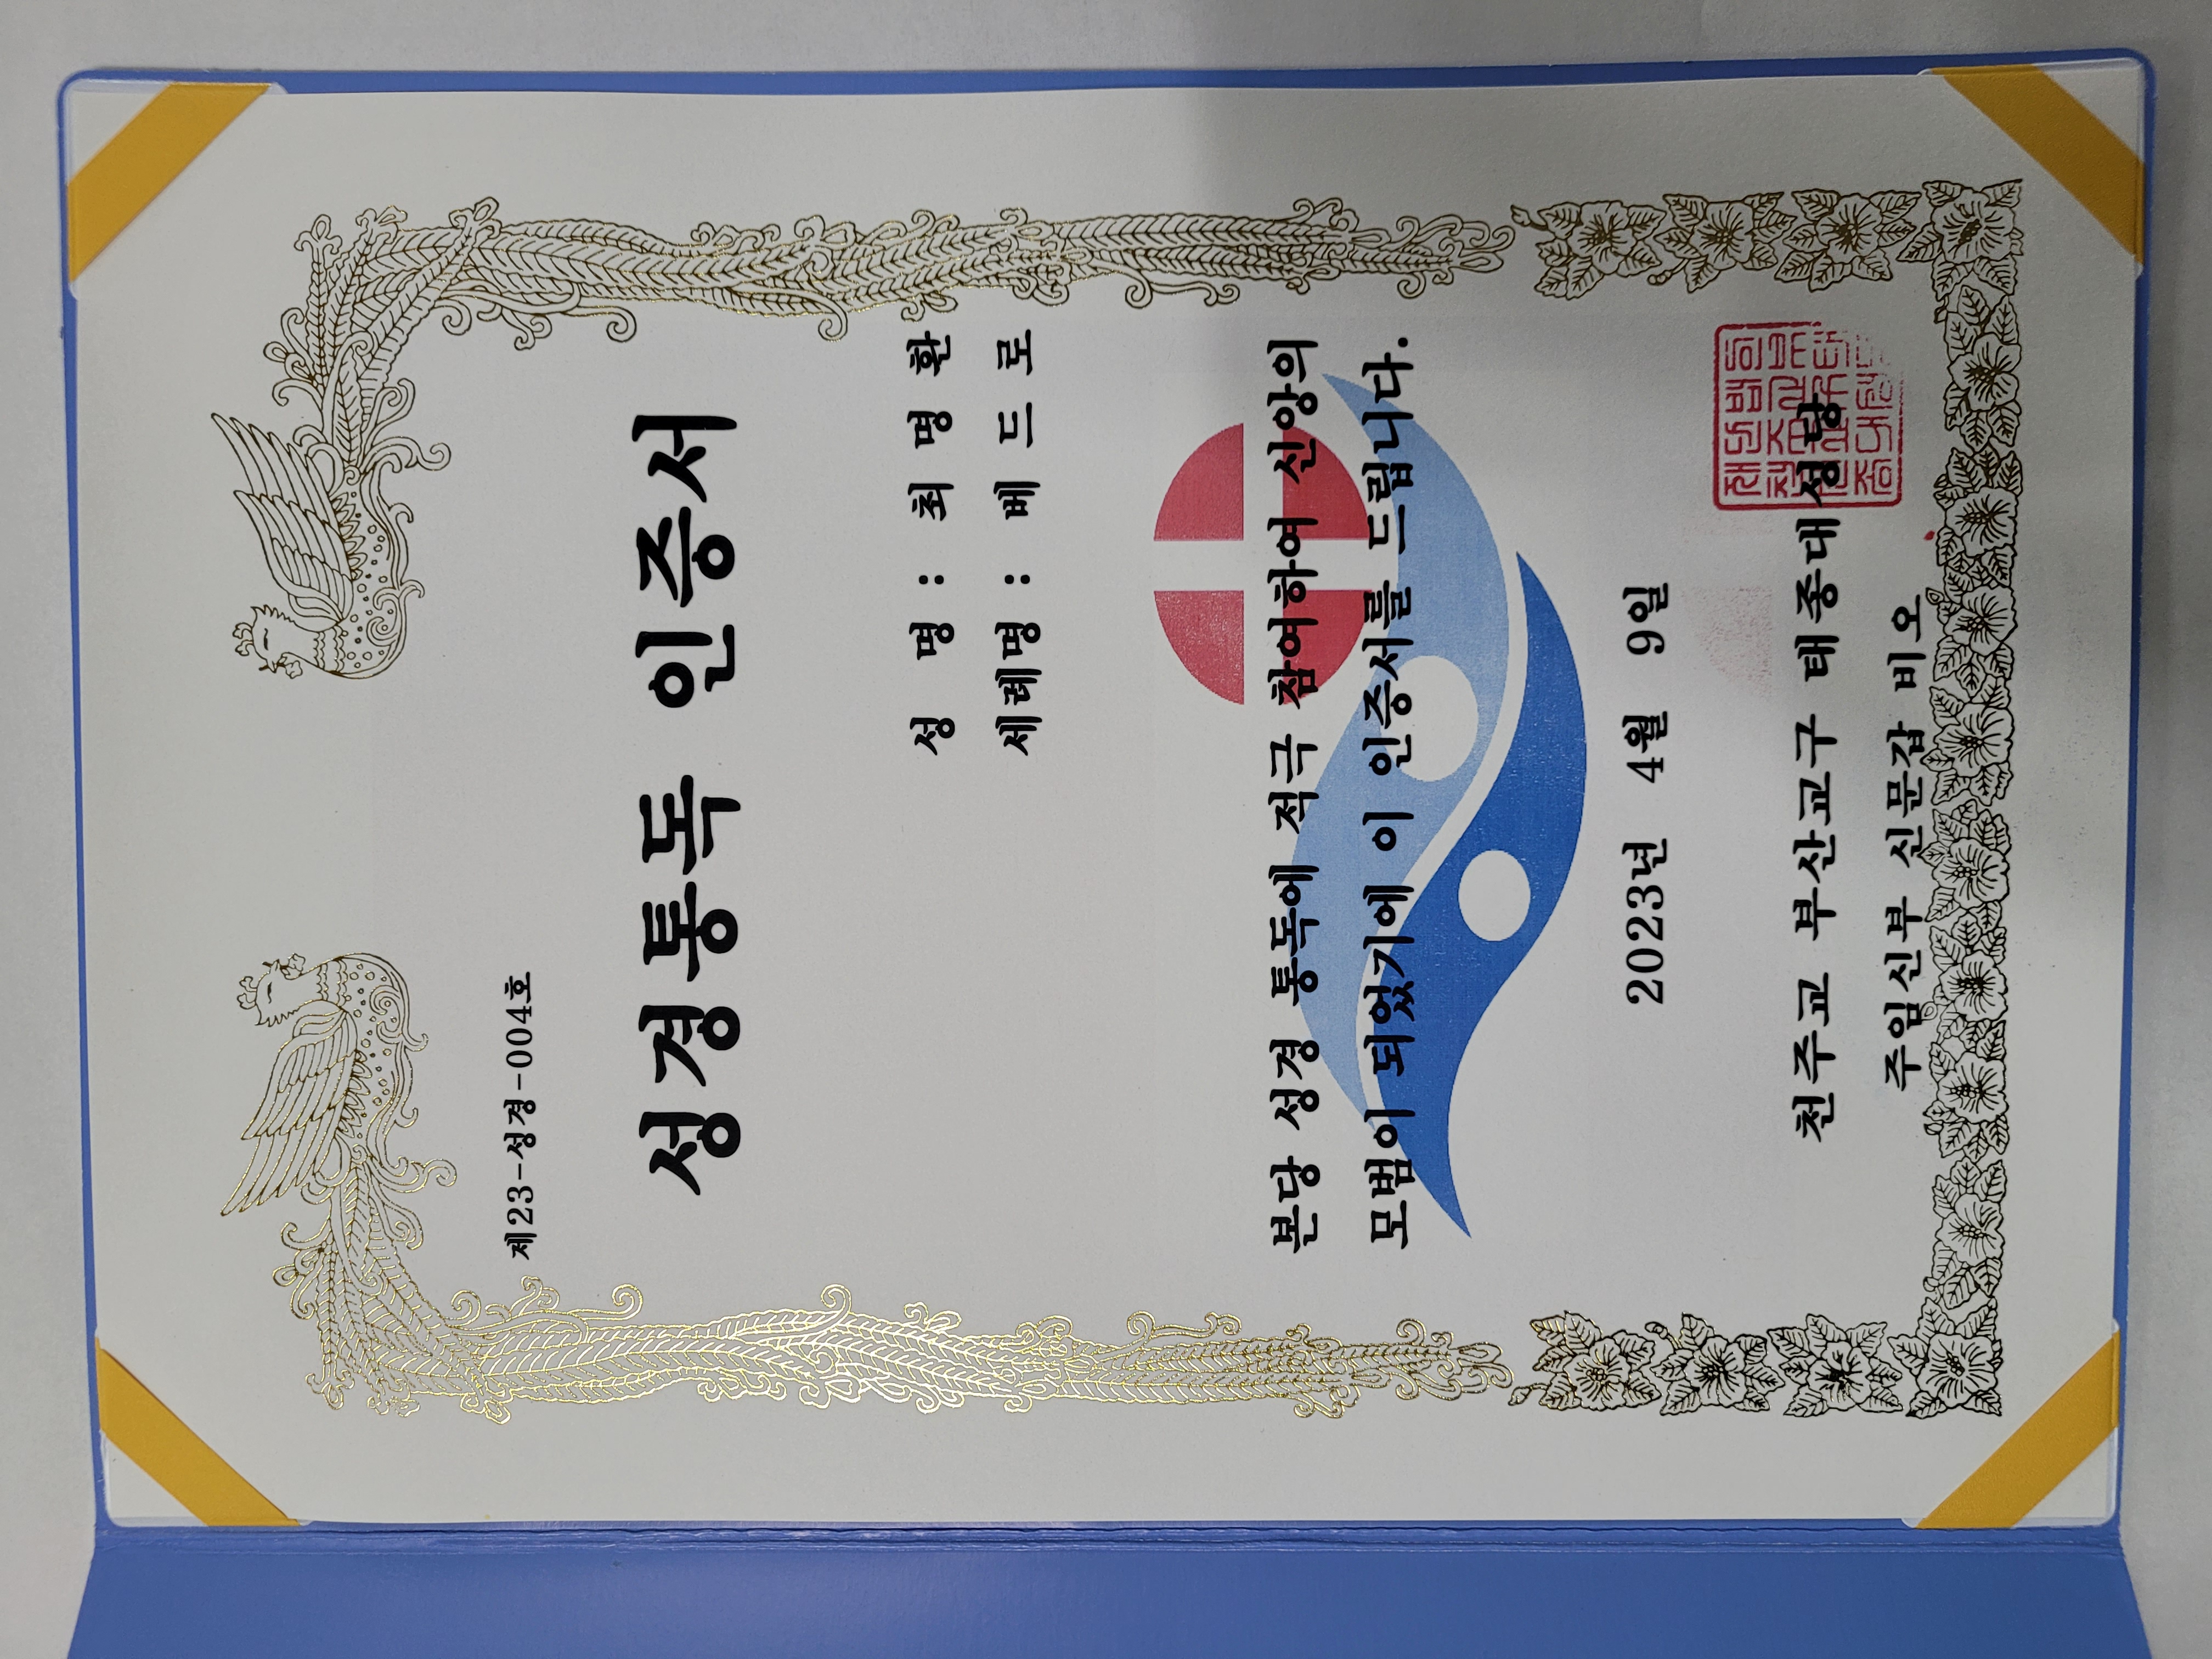 제23-성경-004호
성경통독 인증서
성 명 : 최 명 환
세례명 : 베 드 로
본당 성경 통독에 적극 참여하여 신앙의
모범이 되었기에 이 인증서를 드립니다.
2023년 4월 9일
천주교 부산교구 태종대성당
주임신부 신문갑 비오